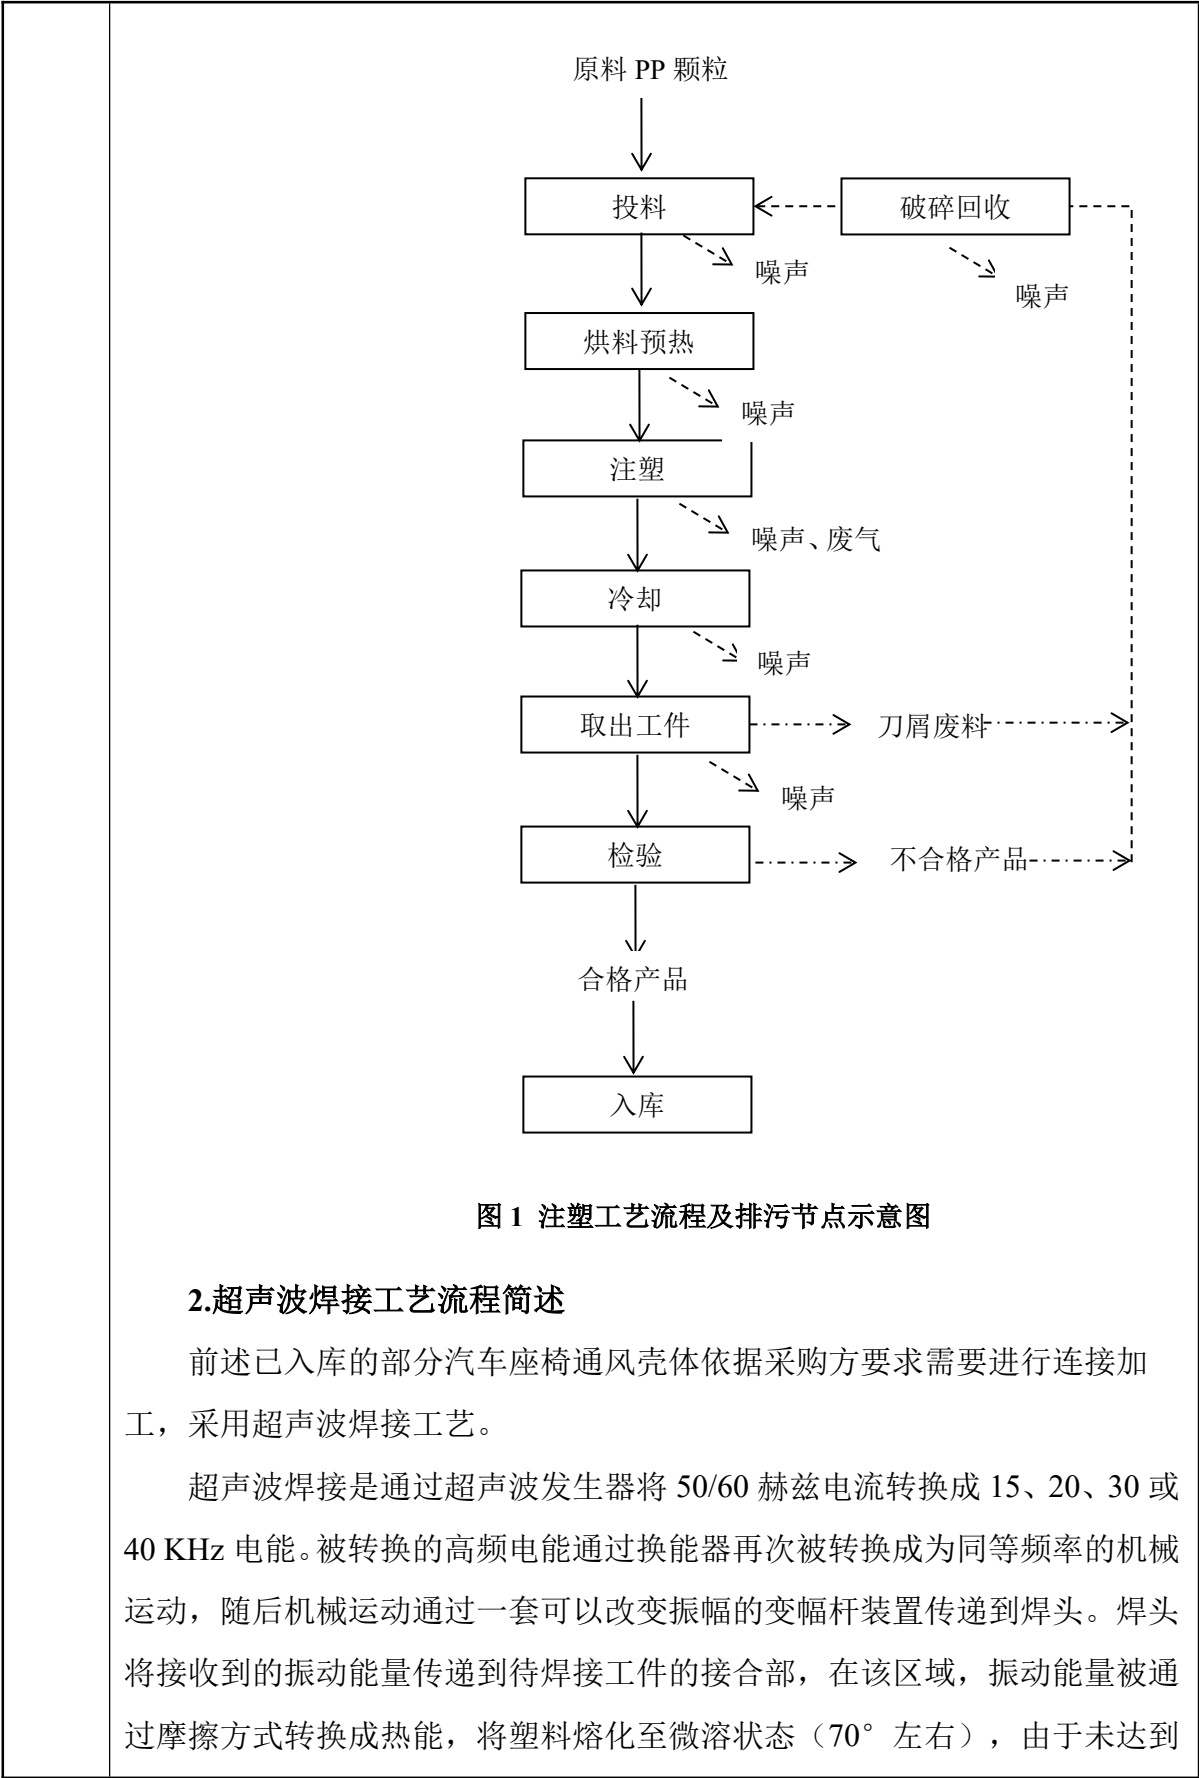 原料 PP 颗粒
投料
破碎回收
噪声
噪声
烘料预热
噪声
注塑
噪声、废气
冷却
噪声
取出工件
刀屑废料
噪声
检验
不合格产品
合格产品
入库
图 1 注塑工艺流程及排污节点示意图
2.超声波焊接工艺流程简述
前述已入库的部分汽车座椅通风壳体依据采购方要求需要进行连接加
工，采用超声波焊接工艺。
超声波焊接是通过超声波发生器将 50/60 赫兹电流转换成 15、20、30 或
40 KHz 电能。被转换的高频电能通过换能器再次被转换成为同等频率的机械
运动，随后机械运动通过一套可以改变振幅的变幅杆装置传递到焊头。焊头
将接收到的振动能量传递到待焊接工件的接合部，在该区域，振动能量被通
过摩擦方式转换成热能，将塑料熔化至微溶状态（70°左右），由于未达到